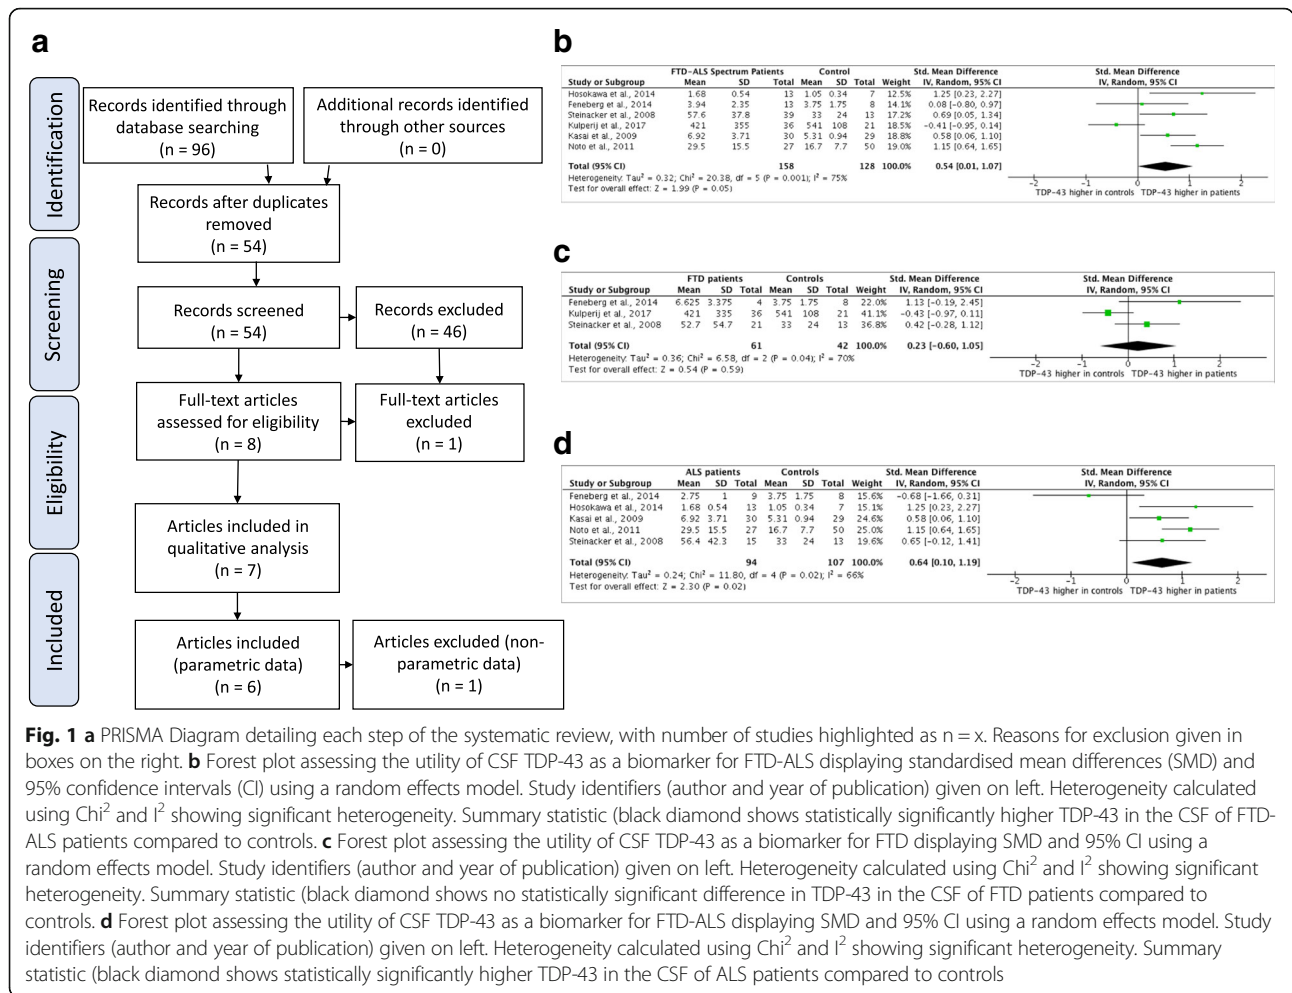 a
Identification
Screening
Eligibility
Included
Records identified through
database searching
(n = 96)
Additional records identified
through other sources
(n = 0)
Records after duplicates
removed
(n = 54)
Records screened
(n = 54)
Records excluded
(n = 46)
Full-text articles
assessed for eligibility
(n = 8)
Full-text articles
excluded
(n = 1)
Articles included in
qualitative analysis
(n = 7)
Articles included
(parametric data)
(n = 6)
Articles excluded (non-
parametric data)
(n = 1)
b
FTD-ALS Spectrum Patients Control Std. Mean Difference Std. Mean Difference
Study or Subgroup Mean SD Total Mean SD Total Weight IV, Random, 95% CI IV, Random, 95% CI
Hosokawa et al., 2014 1.68 0.54 13 1.05 0.34 7 12.5% 1.25 [0.23, 2.27]
Feneberg et al., 2014 3.94 2.35 13 3.75 1.75 8 14.1% 0.08 [-0.80, 0.97]
Steinacker et al., 2008 57.6 37.8 39 33 24 13 17.2% 0.69 [0.05, 1.34]
Kulperij et al., 2017 421 355 36 541 108 21 18.5% -0.41 [-0.95, 0.14]
Kasai et al., 2009 6.92 3.71 30 5.31 0.94 29 18.8% 0.58 [0.06, 1.10]
Noto et al., 2011 29.5 15.5 27 16.7 7.7 50 19.0% 1.15 [0.64, 1.65]
Total (95% CI) 158 128 100.0% 0.54 [0.01, 1.07]
Heterogeneity: Tau² = 0.32; Chi² = 20.38, df = 5 (P = 0.001); I² = 75%
Test for overall effect: Z = 1.99 (P = 0.05)
-2 -1 0 1 2
TDP-43 higher in controls TDP-43 higher in patients
c
FTD patients Controls Std. Mean Difference Std. Mean Difference
Study or Subgroup Mean SD Total Mean SD Total Weight IV, Random, 95% CI IV, Random, 95% CI
Feneberg et al., 2014 6.625 3.375 4 3.75 1.75 8 22.0% 1.13 [-0.19, 2.45]
Kulperij et al., 2017 421 335 36 541 108 21 41.1% -0.43 [-0.97, 0.11]
Steinacker et al., 2008 52.7 54.7 21 33 24 13 36.8% 0.42 [-0.28, 1.12]
Total (95% CI) 61 42 100.0% 0.23 [-0.60, 1.05]
Heterogeneity: Tau² = 0.36; Chi² = 6.58, df = 2 (P = 0.04); I² = 70%
Test for overall effect: Z = 0.54 (P = 0.59)
-2 -1 0 1 2
TDP-43 higher in controls TDP-43 higher in patients
d
ALS patients Controls Std. Mean Difference Std. Mean Difference
Study or Subgroup Mean SD Total Mean SD Total Weight IV, Random, 95% CI IV, Random, 95% CI
Feneberg et al., 2014 2.75 1 9 3.75 1.75 8 15.6% -0.68 [-1.66, 0.31]
Hosokawa et al., 2014 1.68 0.54 13 1.05 0.34 7 15.1% 1.25 [0.23, 2.27]
Kasai et al., 2009 6.92 3.71 30 5.31 0.94 29 24.6% 0.58 [0.06, 1.10]
Noto et al., 2011 29.5 15.5 27 16.7 7.7 50 25.0% 1.15 [0.64, 1.65]
Steinacker et al., 2008 56.4 42.3 15 33 24 13 19.6% 0.65 [-0.12, 1.41]
Total (95% CI) 94 107 100.0% 0.64 [0.10, 1.19]
Heterogeneity: Tau² = 0.24; Chi² = 11.80, df = 4 (P = 0.02); I² = 66%
Test for overall effect: Z = 2.30 (P = 0.02)
-2 -1 0 1 2
TDP-43 higher in controls TDP-43 higher in patients
Fig. 1 a PRISMA Diagram detailing each step of the systematic review, with number of studies highlighted as n = x. Reasons for exclusion given in
boxes on the right. b Forest plot assessing the utility of CSF TDP-43 as a biomarker for FTD-ALS displaying standardised mean differences (SMD) and
95% confidence intervals (CI) using a random effects model. Study identifiers (author and year of publication) given on left. Heterogeneity calculated
using Chi² and I² showing significant heterogeneity. Summary statistic (black diamond shows statistically significantly higher TDP-43 in the CSF of FTD-
ALS patients compared to controls. c Forest plot assessing the utility of CSF TDP-43 as a biomarker for FTD displaying SMD and 95% CI using a
random effects model. Study identifiers (author and year of publication) given on left. Heterogeneity calculated using Chi² and I² showing significant
heterogeneity. Summary statistic (black diamond shows no statistically significant difference in TDP-43 in the CSF of FTD patients compared to
controls. d Forest plot assessing the utility of CSF TDP-43 as a biomarker for FTD-ALS displaying SMD and 95% CI using a random effects model. Study
identifiers (author and year of publication) given on left. Heterogeneity calculated using Chi² and I² showing significant heterogeneity. Summary
statistic (black diamond shows statistically significantly higher TDP-43 in the CSF of ALS patients compared to controls